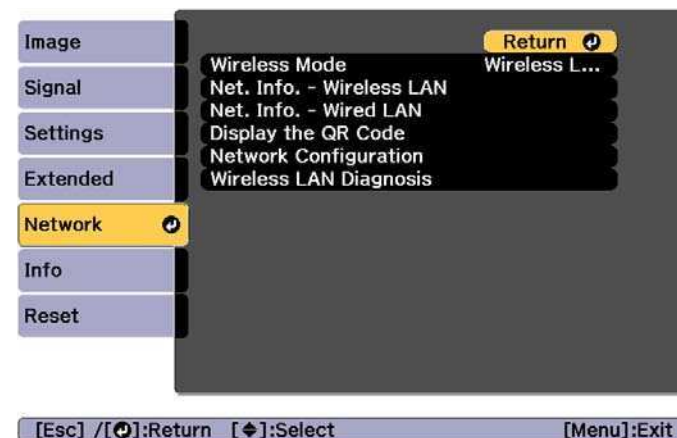 Image
Signal
Settings
Extended
Network
Info
Reset
Return
Wireless Mode Wireless L...
Net. Info. - Wireless LAN
Net. Info. - Wired LAN
Display the QR Code
Network Configuration
Wireless LAN Diagnosis
[Esc] /[⏎]:Return [◆]:Select [Menu]:Exit